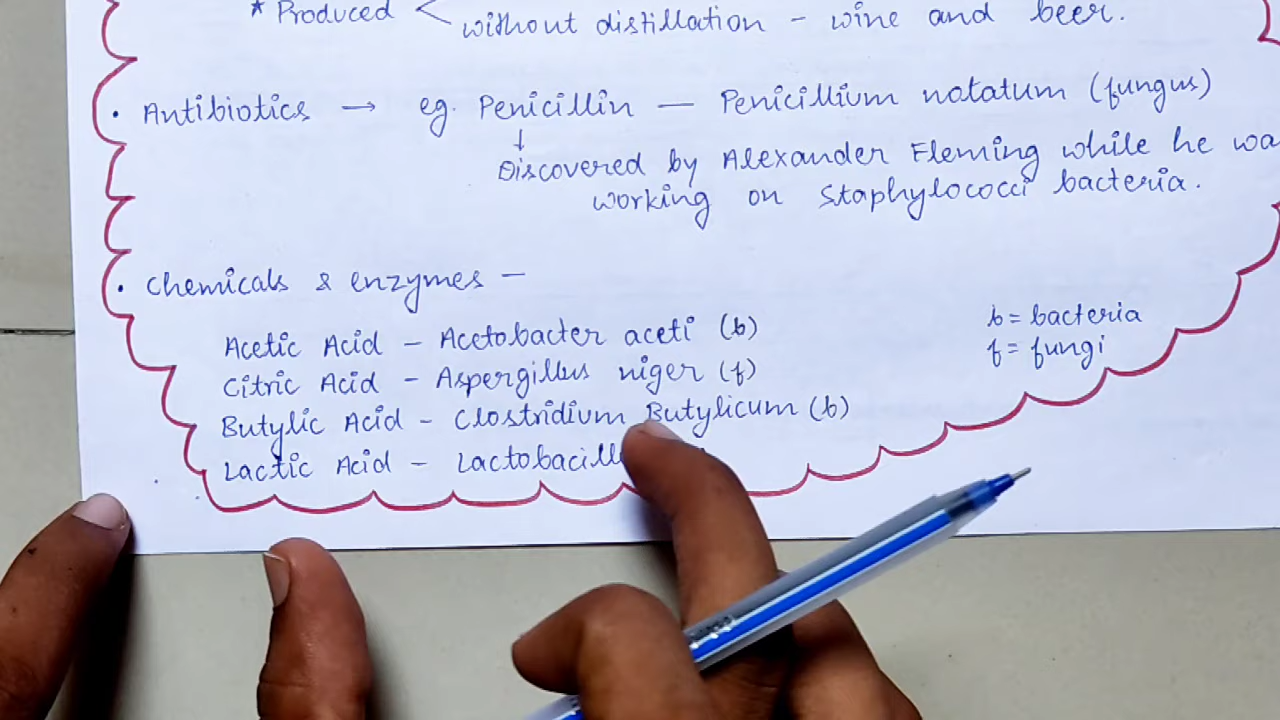 * Produced < without distillation - wine and beer.
• Antibiotics → eg. Penicillin — Penicillium notatum (fungus)
↓
Discovered by Alexander Fleming while he
working on Staphylococci bacteria.
• Chemicals & enzymes -
Acetic Acid - Acetobacter aceti (b)
Citric Acid - Aspergillus niger (f)
Butylic Acid - Clostridium Butylicum (b)
Lactic Acid -
b = bacteria
f = fungi